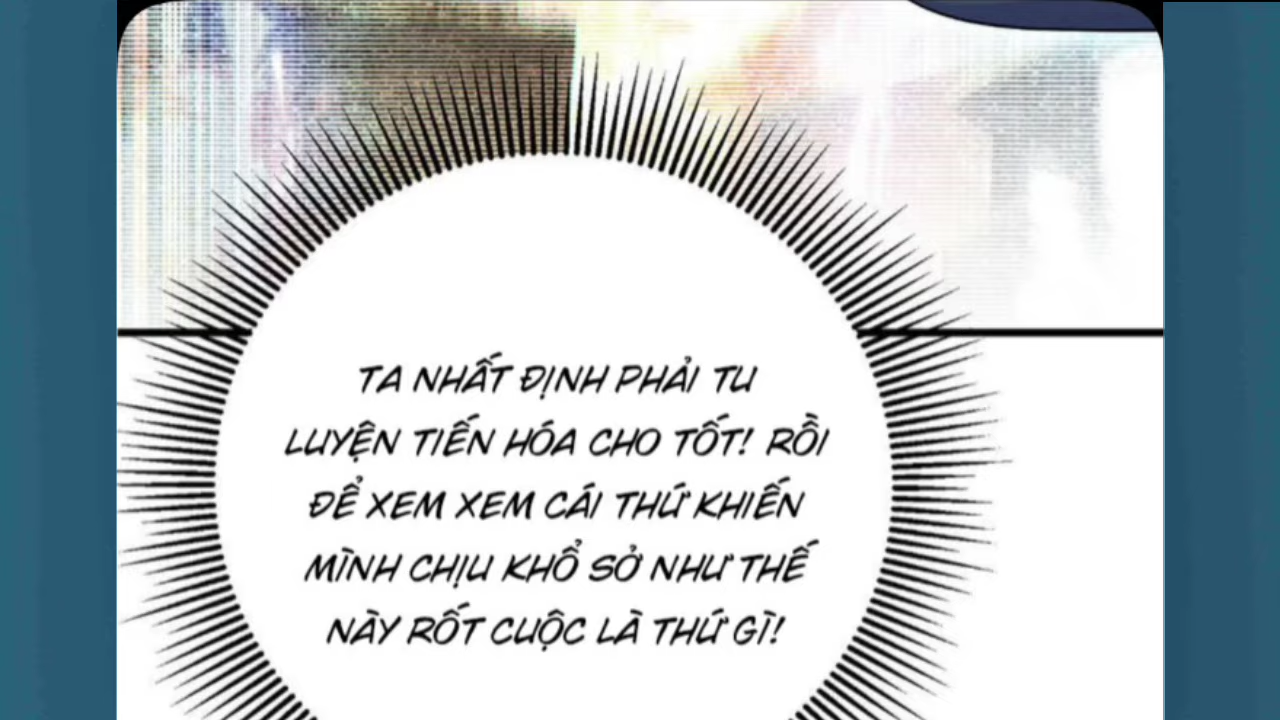 TA NHẤT ĐỊNH PHẢI TU
LUYỆN TIẾN HÓA CHO TỐT! RỒI
ĐỂ XEM XEM CÁI THỨ KHIẾN
MÌNH CHỊU KHỔ SỞ NHƯ THẾ
NÀY RỐT CUỘC LÀ THỨ GÌ!